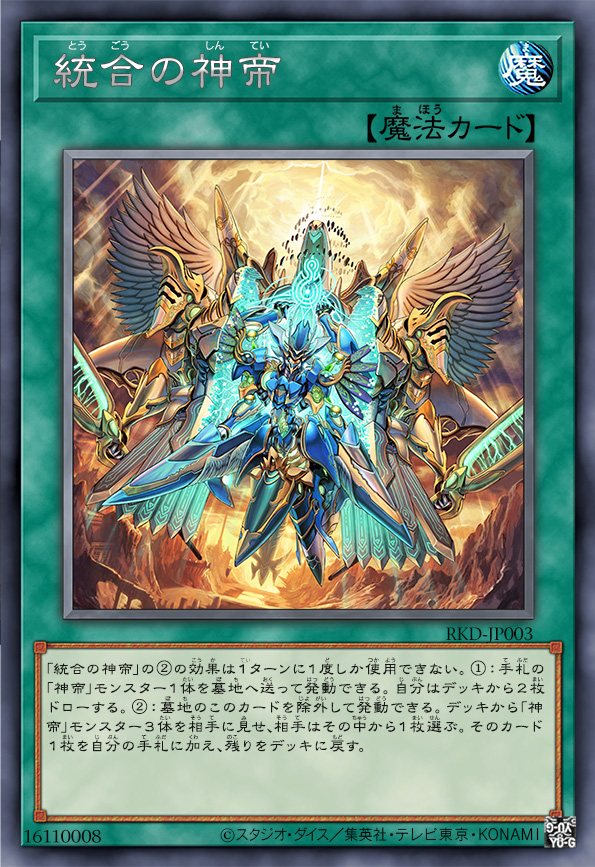 統合の神帝
【魔法カード】
魔
RKD-JP003
「統合の神帝」の②の効果は1ターンに1度しか使用できない。①：手札の
「神帝」モンスター1体を墓地へ送って発動できる。自分はデッキから2枚
ドローする。②：墓地のこのカードを除外して発動できる。デッキから「神
帝」モンスター3体を相手に見せ、相手はその中から1枚選ぶ。そのカード
1枚を自分の手札に加え、残りをデッキに戻す。
16110008
©スタジオ・ダイス／集英社・テレビ東京・KONAMI